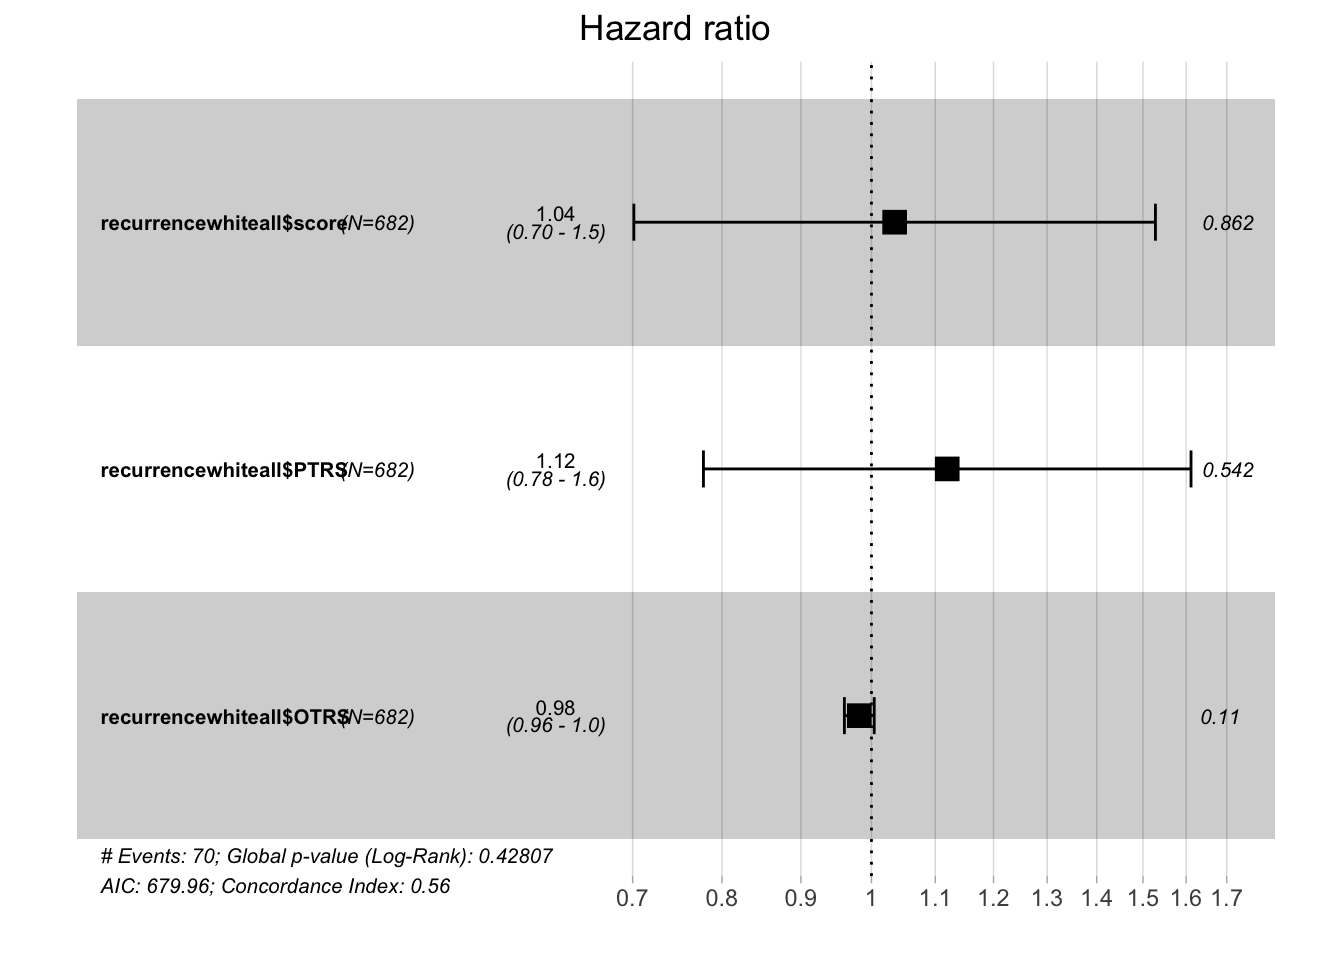 Hazard ratio
recurrencewhiteall$score (N=682) 1.04 0.862
(0.70 - 1.5)
recurrencewhiteall$PTRS (N=682) 1.12 0.542
(0.78 - 1.6)
recurrencewhiteall$OTRS (N=682) 0.98 0.11
(0.96 - 1.0)
# Events: 70; Global p-value (Log-Rank): 0.42807
AIC: 679.96; Concordance Index: 0.56
0.7 0.8 0.9 1 1.1 1.2 1.3 1.4 1.5 1.6 1.7